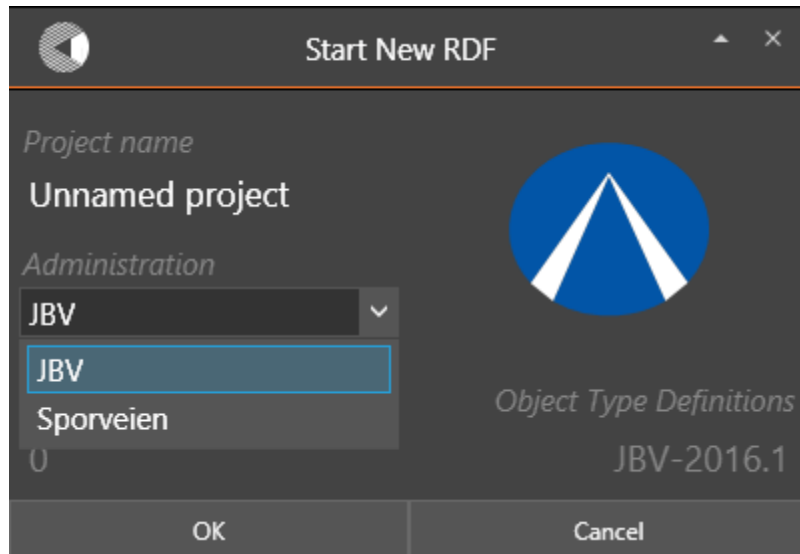 Start New RDF
Project name
Unnamed project
Administration
JBV
JBV
Sporveien
Object Type Definitions
0
JBV-2016.1
OK
Cancel